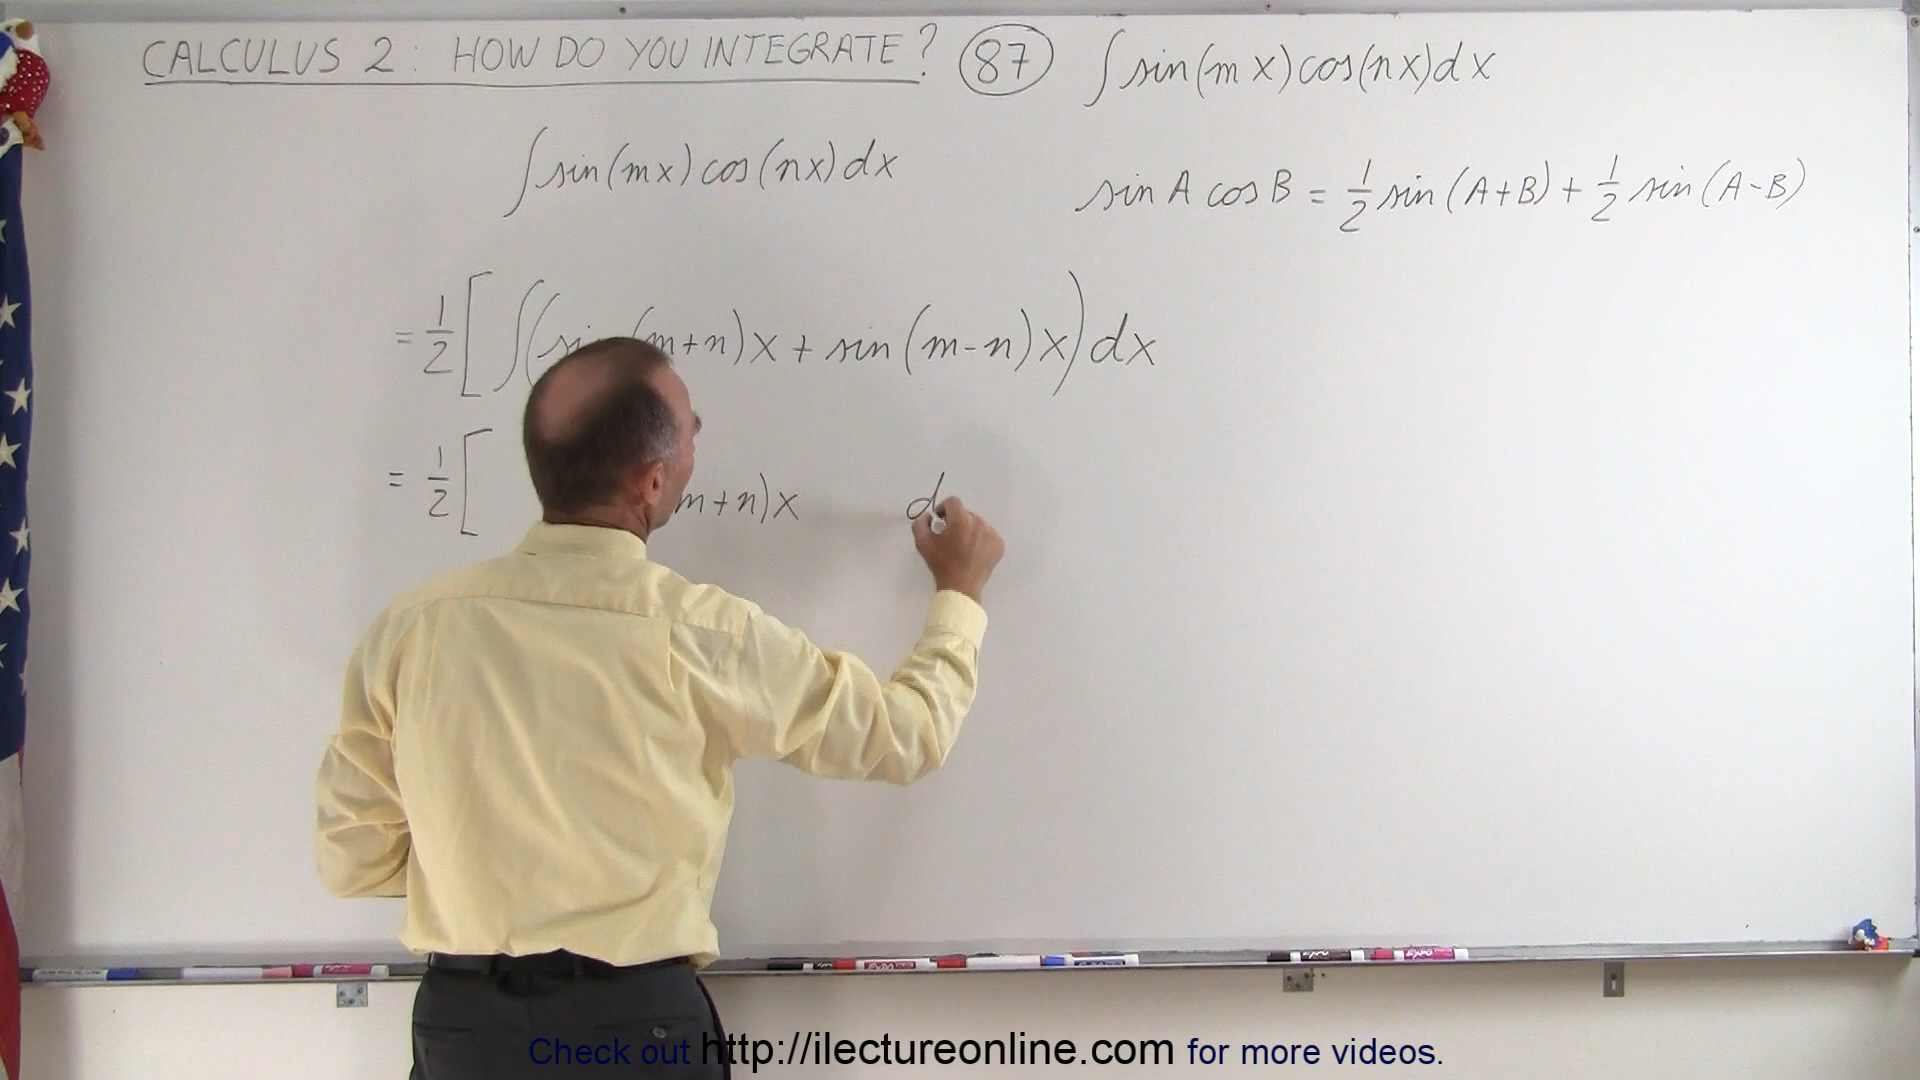 CALCULUS 2: HOW DO YOU INTEGRATE? 87 ∫sin(mx)cos(nx)dx
∫sin(mx)cos(nx)dx
sin A cos B = 1/2 sin(A+B) + 1/2 sin(A-B)
= 1/2 [∫(sin (m+n)x + sin(m-n)x)dx
= 1/2 [ m+n)x d
Check out http://ilectureonline.com for more videos.